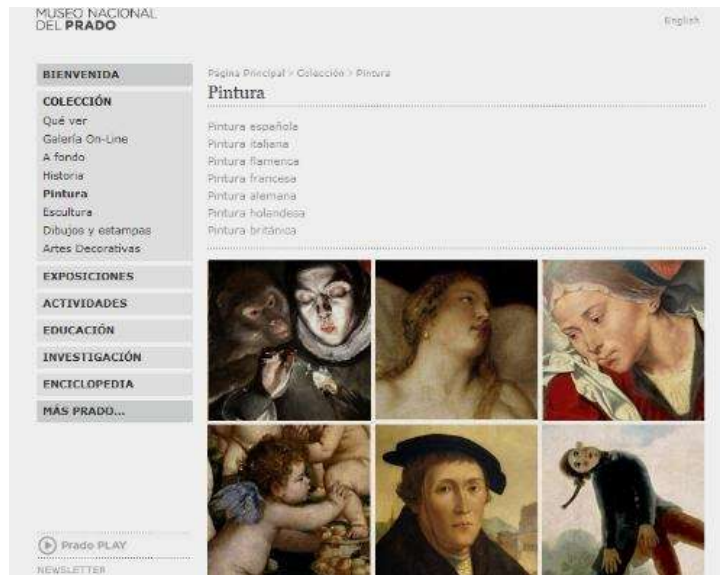 MUSEO NACIONAL
DEL PRADO
English
BIENVENIDA
COLECCIÓN
Qué ver
Galería On-Line
A fondo
Historia
Pintura
Escultura
Dibujos y estampas
Artes Decorativas
EXPOSICIONES
ACTIVIDADES
EDUCACIÓN
INVESTIGACIÓN
ENCICLOPEDIA
MÁS PRADO...
Prado PLAY
NEWSLETTER
Página Principal > Colección > Pintura
Pintura
Pintura española
Pintura italiana
Pintura flamenca
Pintura francesa
Pintura alemana
Pintura holandesa
Pintura británica